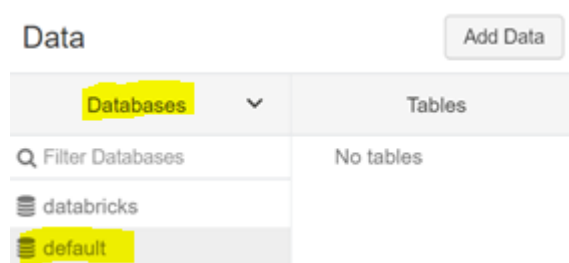 Data
Add Data
Databases
Tables
Filter Databases
No tables
databricks
default